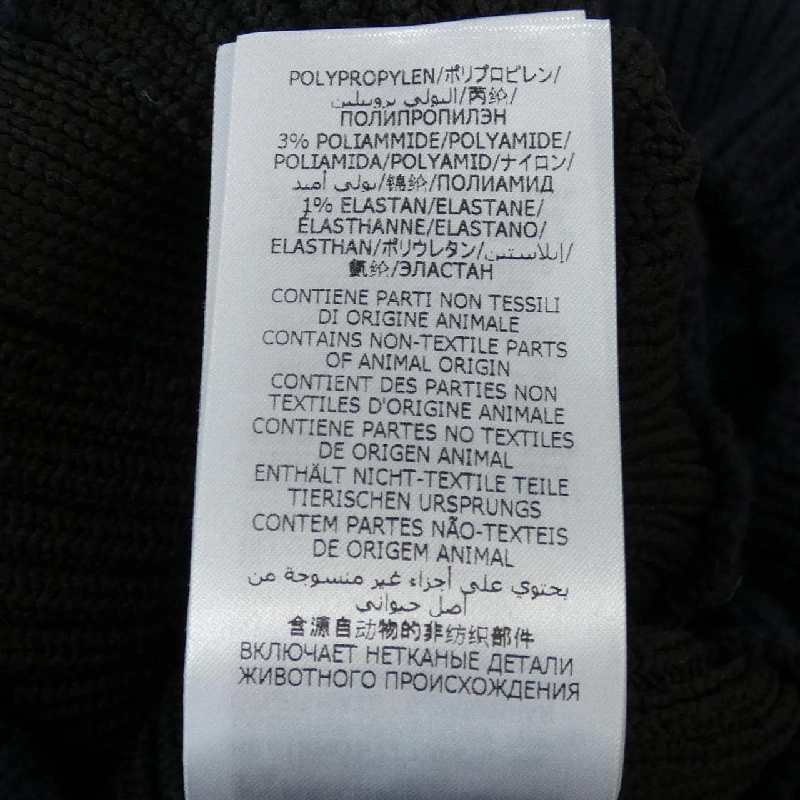 POLYPROPYLEN/ポリプロピレン/
البولي بروبيلين/丙纶/
ПОЛИПРОПИЛЭН
3% POLIAMMIDE/POLYAMIDE/
POLIAMIDA/POLYAMID/ナイロン/
بولي أميد/锦纶/ПОЛИАМИД
1% ELASTAN/ELASTANE/
ÉLASTHANNE/ELASTANO/
ELASTHAN/ポリウレタン/إيلاستين/
氨纶/ЭЛАСТАН
CONTIENE PARTI NON TESSILI
DI ORIGINE ANIMALE
CONTAINS NON-TEXTILE PARTS
OF ANIMAL ORIGIN
CONTIENT DES PARTIES NON
TEXTILES D'ORIGINE ANIMALE
CONTIENE PARTES NO TEXTILES
DE ORIGEN ANIMAL
ENTHÄLT NICHT-TEXTILE TEILE
TIERISCHEN URSPRUNGS
CONTEM PARTES NÃO-TEXTEIS
DE ORIGEM ANIMAL
يحتوي على أجزاء غير منسوجة من
أصل حيواني
含源自动物的非纺织部件
ВКЛЮЧАЕТ НЕТКАНЫЕ ДЕТАЛИ
ЖИВОТНОГО ПРОИСХОЖДЕНИЯ